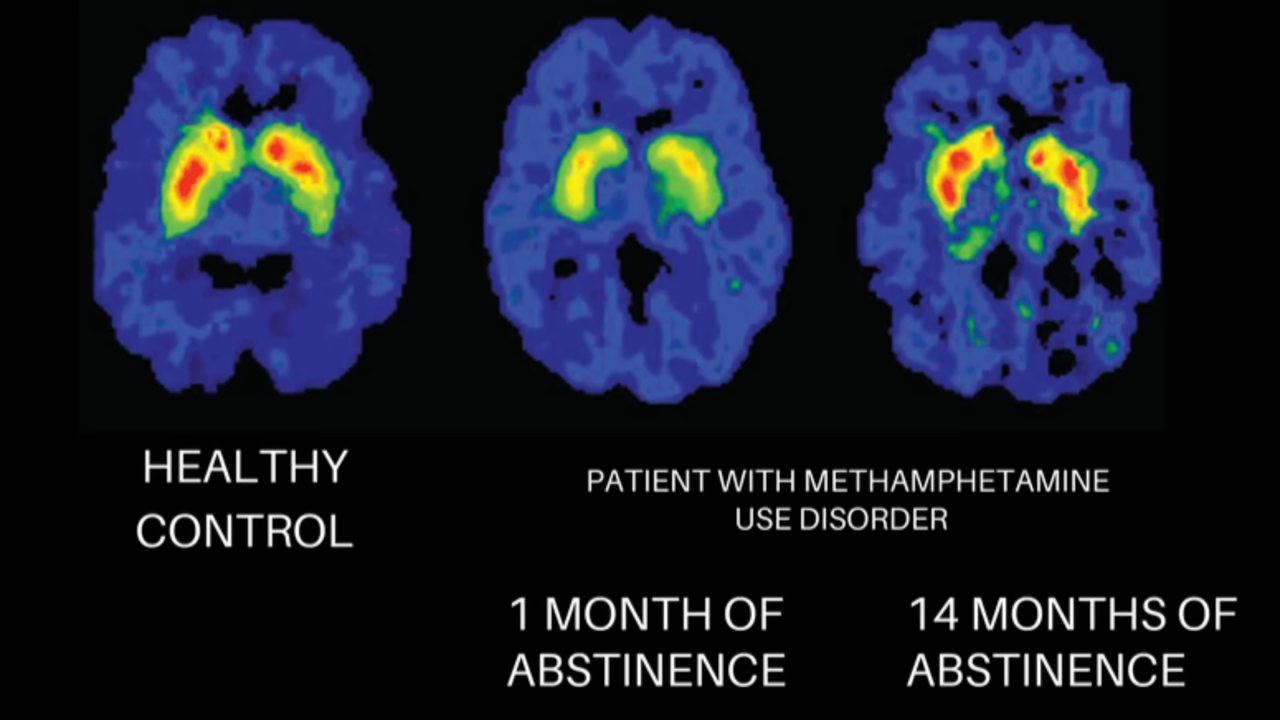 HEALTHY
CONTROL
PATIENT WITH METHAMPHETAMINE
USE DISORDER
1 MONTH OF
ABSTINENCE
14 MONTHS OF
ABSTINENCE